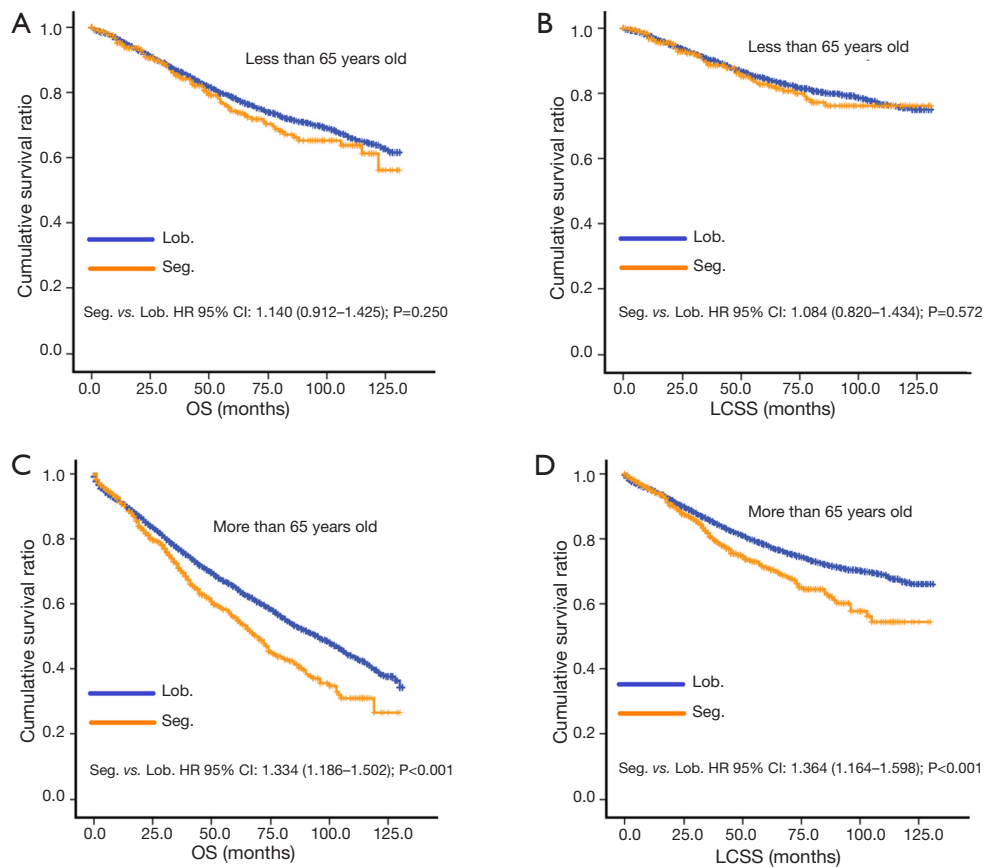 A
Less than 65 years old
Cumulative survival ratio
1.0
0.8
0.6
0.4
0.2
0.0
Lob.
Seg.
Seg. vs. Lob. HR 95% CI: 1.140 (0.912–1.425); P=0.250
0.0 25.0 50.0 75.0 100.0 125.0
OS (months)
B
Less than 65 years old
Cumulative survival ratio
1.0
0.8
0.6
0.4
0.2
0.0
Lob.
Seg.
Seg. vs. Lob. HR 95% CI: 1.084 (0.820–1.434); P=0.572
0.0 25.0 50.0 75.0 100.0 125.0
LCSS (months)
C
More than 65 years old
Cumulative survival ratio
1.0
0.8
0.6
0.4
0.2
0.0
Lob.
Seg.
Seg. vs. Lob. HR 95% CI: 1.334 (1.186–1.502); P<0.001
0.0 25.0 50.0 75.0 100.0 125.0
OS (months)
D
More than 65 years old
Cumulative survival ratio
1.0
0.8
0.6
0.4
0.2
0.0
Lob.
Seg.
Seg. vs. Lob. HR 95% CI: 1.364 (1.164–1.598); P<0.001
0.0 25.0 50.0 75.0 100.0 125.0
LCSS (months)